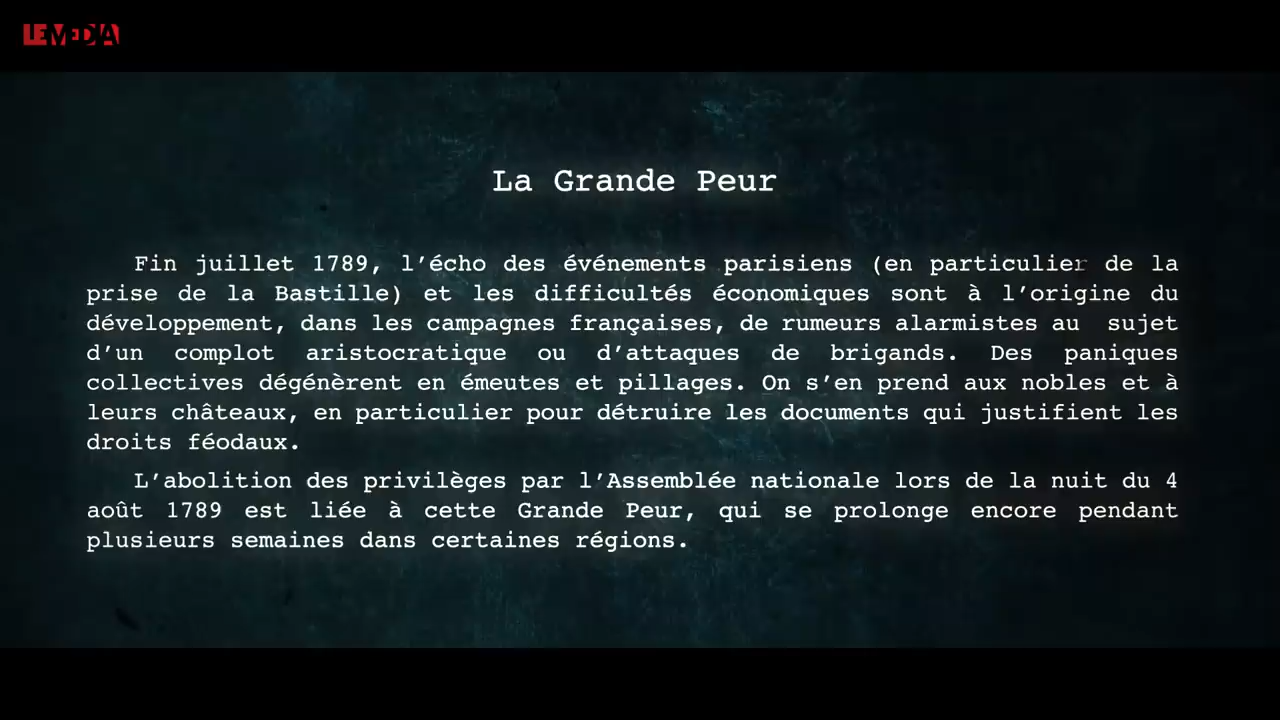 LEMEDIA
La Grande Peur
Fin juillet 1789, l’écho des événements parisiens (en particulier de la
prise de la Bastille) et les difficultés économiques sont à l’origine du
développement, dans les campagnes françaises, de rumeurs alarmistes au sujet
d’un complot aristocratique ou d’attaques de brigands. Des paniques
collectives dégénèrent en émeutes et pillages. On s’en prend aux nobles et à
leurs châteaux, en particulier pour détruire les documents qui justifient les
droits féodaux.
L’abolition des privilèges par l’Assemblée nationale lors de la nuit du 4
août 1789 est liée à cette Grande Peur, qui se prolonge encore pendant
plusieurs semaines dans certaines régions.